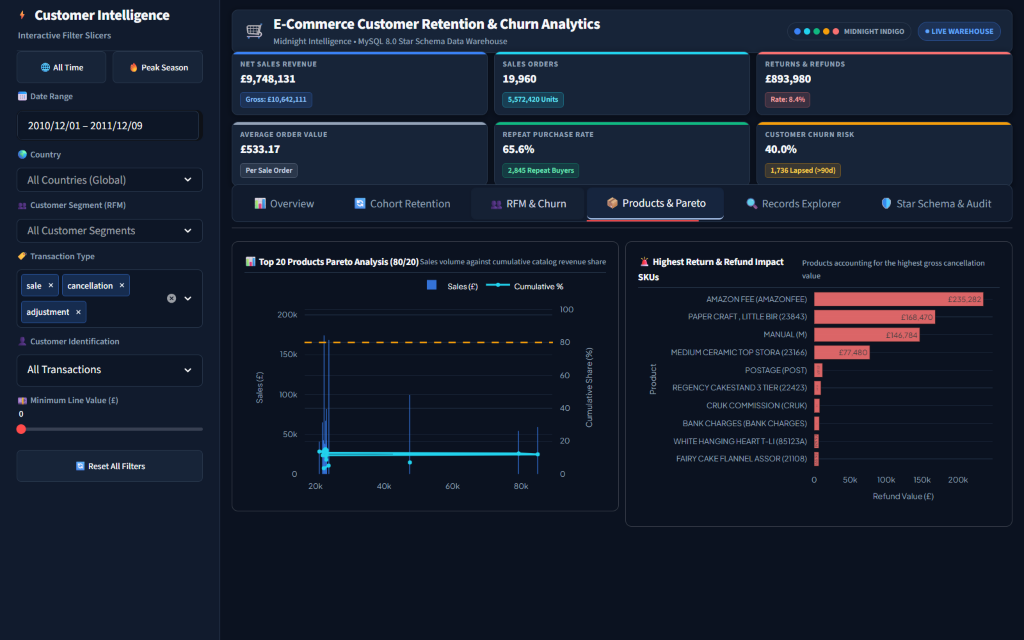 Customer Intelligence
Interactive Filter Slicers
All Time
Peak Season
Date Range
2010/12/01 – 2011/12/09
Country
All Countries (Global)
Customer Segment (RFM)
All Customer Segments
Transaction Type
sale ×
cancellation ×
adjustment ×
Customer Identification
All Transactions
Minimum Line Value (£)
0
Reset All Filters
E-Commerce Customer Retention & Churn Analytics
Midnight Intelligence • MySQL 8.0 Star Schema Data Warehouse
MIDNIGHT INDIGO
LIVE WAREHOUSE
NET SALES REVENUE
£9,748,131
Gross: £10,642,111
SALES ORDERS
19,960
5,572,420 Units
RETURNS & REFUNDS
£893,980
Rate: 8.4%
AVERAGE ORDER VALUE
£533.17
Per Sale Order
REPEAT PURCHASE RATE
65.6%
2,845 Repeat Buyers
CUSTOMER CHURN RISK
40.0%
1,736 Lapsed (>90d)
Overview
Cohort Retention
RFM & Churn
Products & Pareto
Records Explorer
Star Schema & Audit
Top 20 Products Pareto Analysis (80/20)
Sales volume against cumulative catalog revenue share
Sales (£)
Cumulative %
200k
150k
100k
50k
0
Sales (£)
100
80
60
40
20
0
Cumulative Share (%)
20k
40k
60k
80k
Highest Return & Refund Impact
SKUs
Products accounting for the highest gross cancellation
value
AMAZON FEE (AMAZONFEE)
£235,282
PAPER CRAFT , LITTLE BIR (23843)
£168,470
MANUAL (M)
£146,784
MEDIUM CERAMIC TOP STORA (23166)
£77,480
POSTAGE (POST)
REGENCY CAKESTAND 3 TIER (22423)
CRUK COMMISSION (CRUK)
BANK CHARGES (BANK CHARGES)
WHITE HANGING HEART T-LI (85123A)
FAIRY CAKE FLANNEL ASSOR (21108)
Product
0
50k
100k
150k
200k
Refund Value (£)